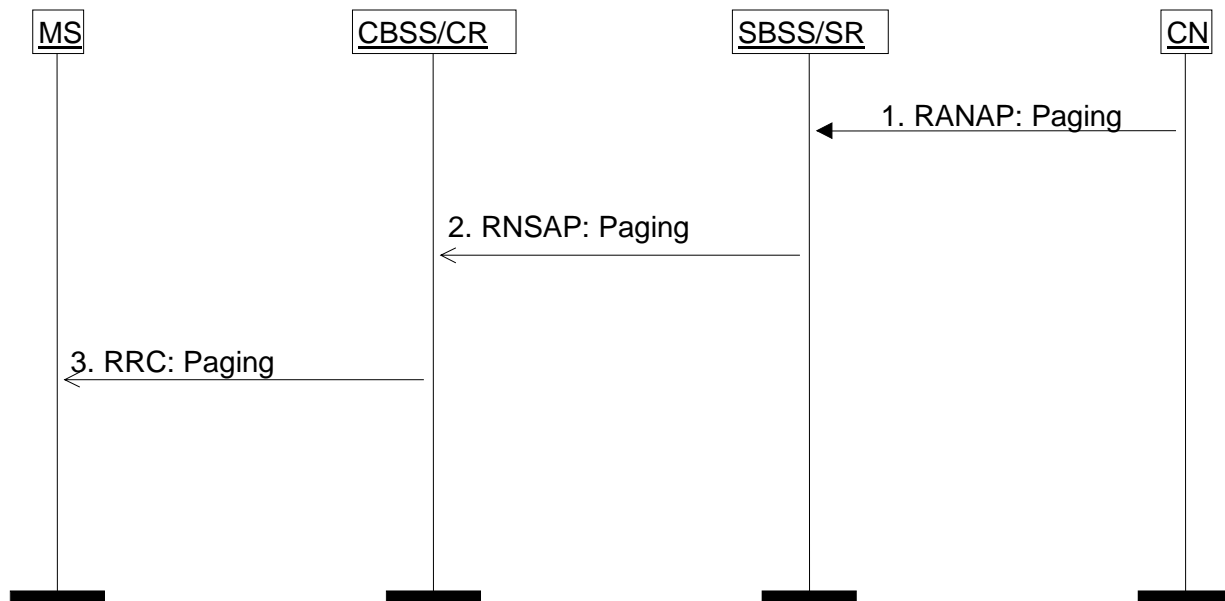 MS
CBSS/CR
SBSS/SR
CN
1. RANAP: Paging
2. RNSAP: Paging
3. RRC: Paging